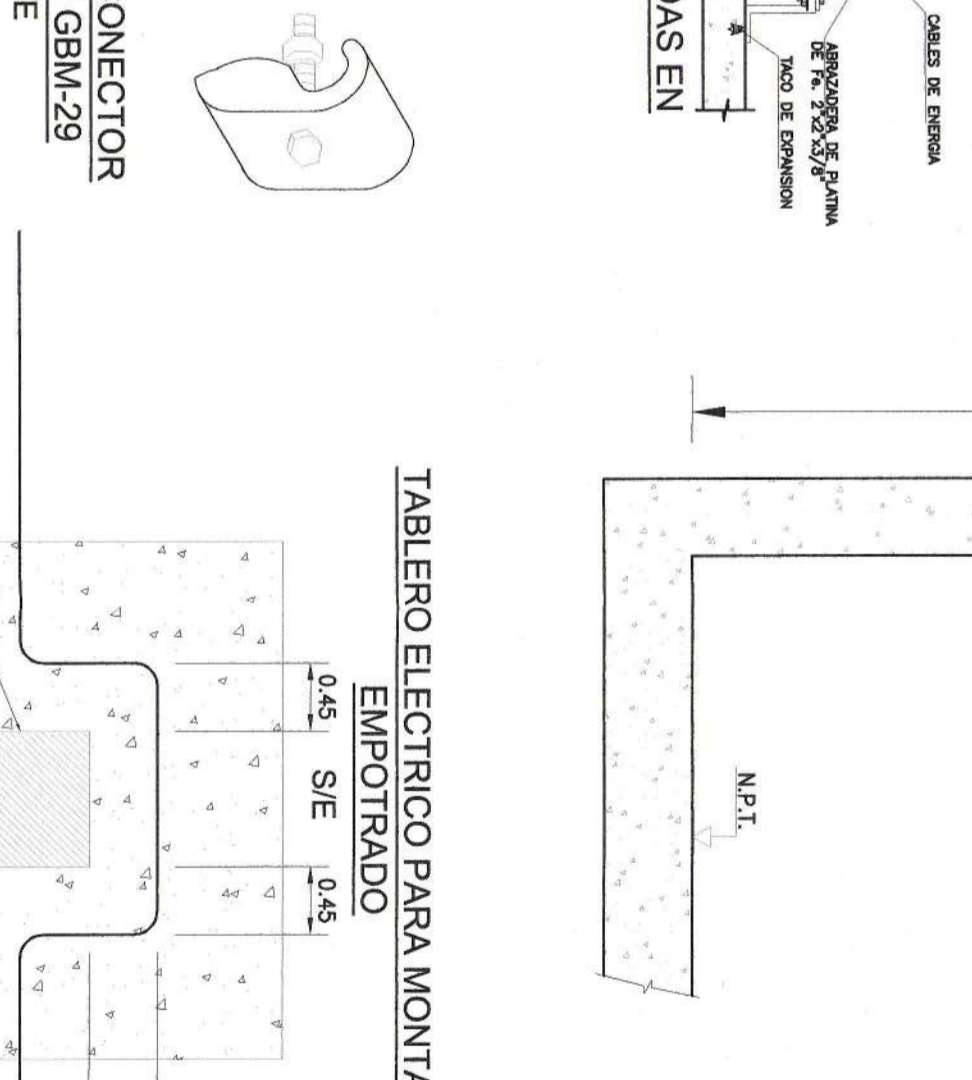 CABLES DE ENERGIA
ABRAZADERA DE PLATINA
DE Fe. 2"x2"x3/8"
TACO DE EXPANSION
DAS EN
N.P.T.
ONECTOR
GBM-29
E
TABLERO ELECTRICO PARA MONTA
EMPOTRADO
S/E
0.45
0.45